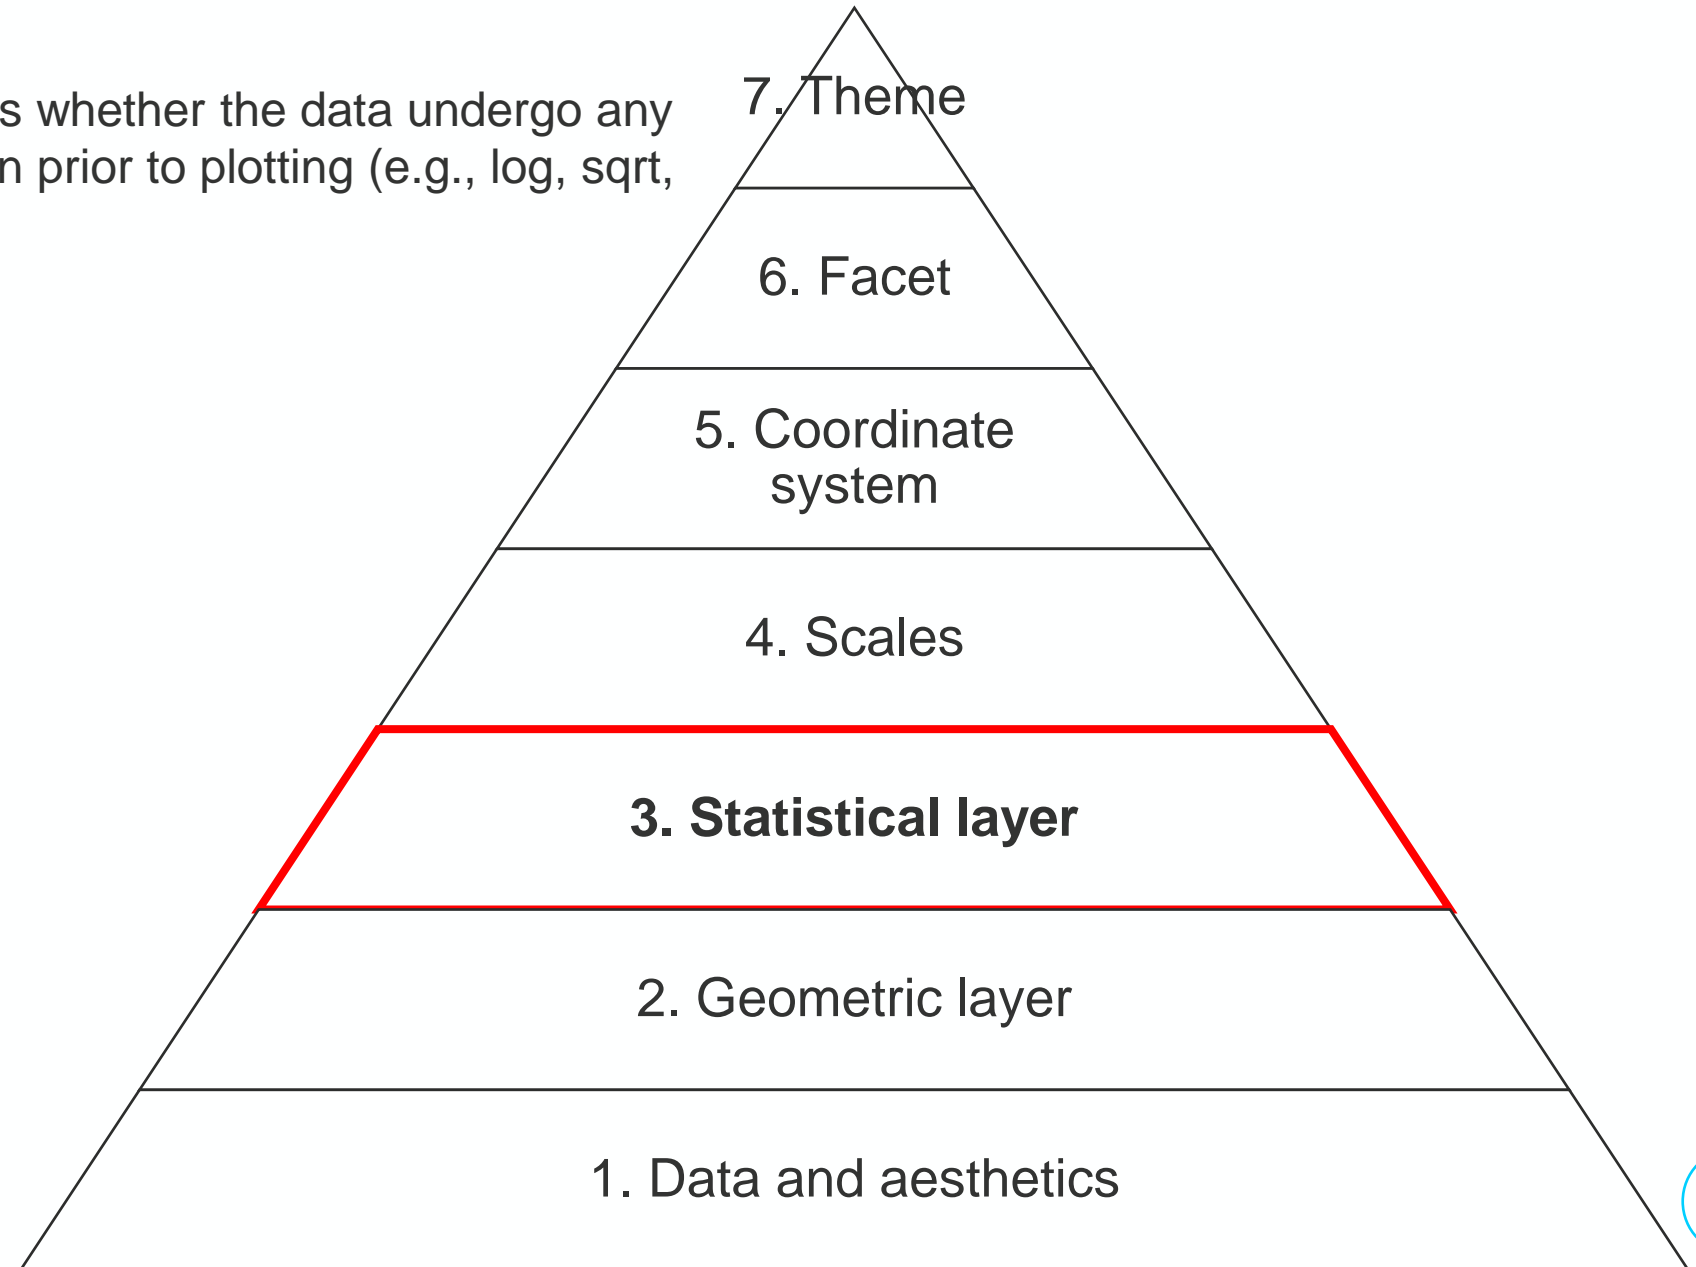 s whether the data undergo any
n prior to plotting (e.g., log, sqrt,
7. Theme
6. Facet
5. Coordinate
system
4. Scales
3. Statistical layer
2. Geometric layer
1. Data and aesthetics